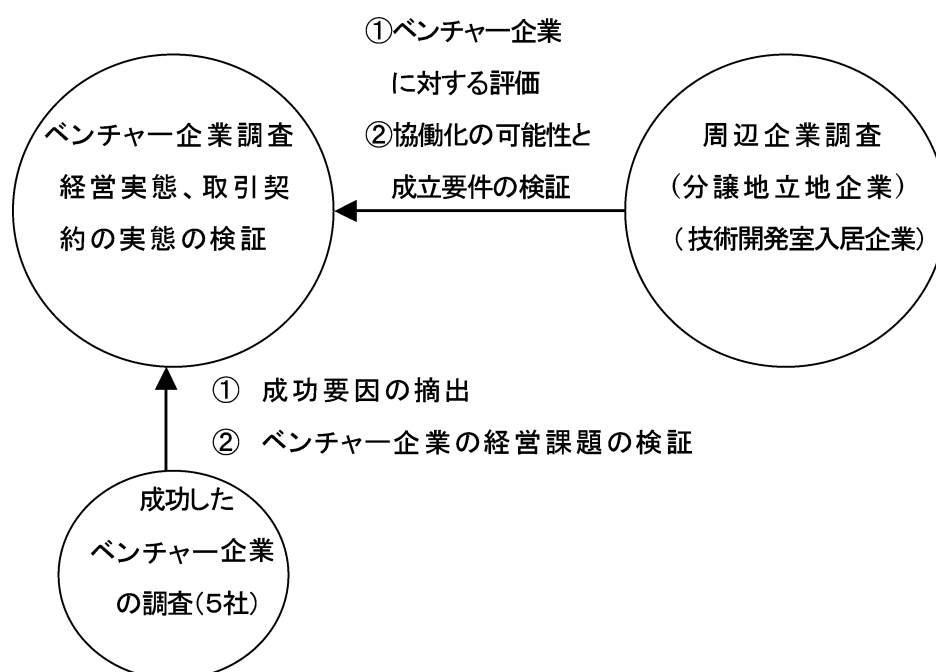 ①ベンチャー企業
に対する評価
②協働化の可能性と
成立要件の検証
ベンチャー企業調査
経営実態、取引契
約の実態の検証
周辺企業調査
(分譲地立地企業)
(技術開発室入居企業)
① 成功要因の摘出
② ベンチャー企業の経営課題の検証
成功した
ベンチャー企業
の調査(5社)